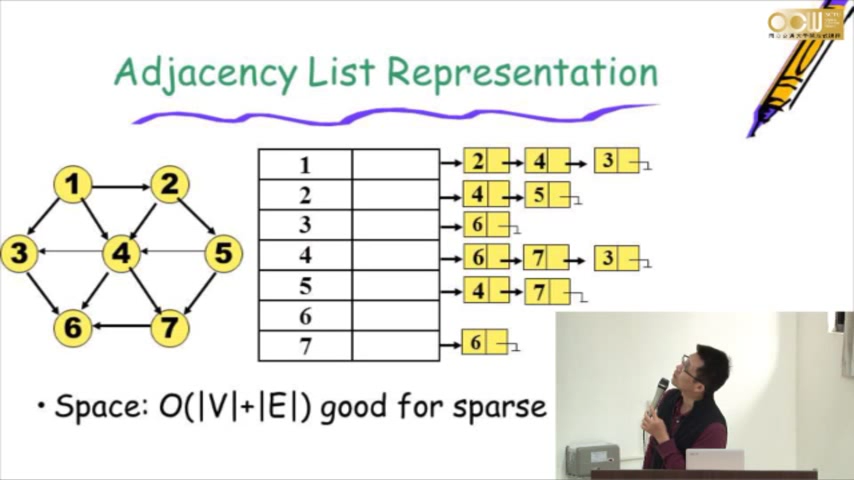 OCW
Adjacency List Representation
1
2
3
4
5
6
7
1 2 4 3
2 4 5
3 6
4 6 7 3
5 4 7
6
7 6
• Space: O(|V|+|E|) good for sparse